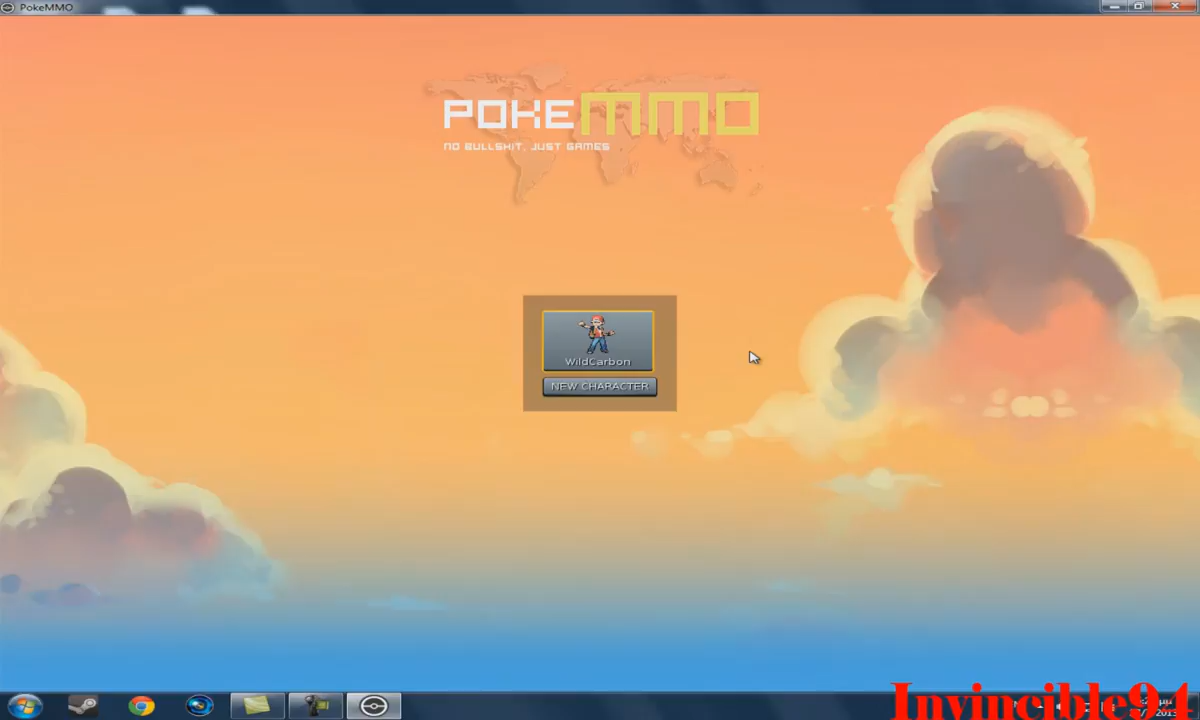 PokeMMO
POKEMMO
NO BULLSHIT, JUST GAMES
WildCarbon
NEW CHARACTER
Invincible94